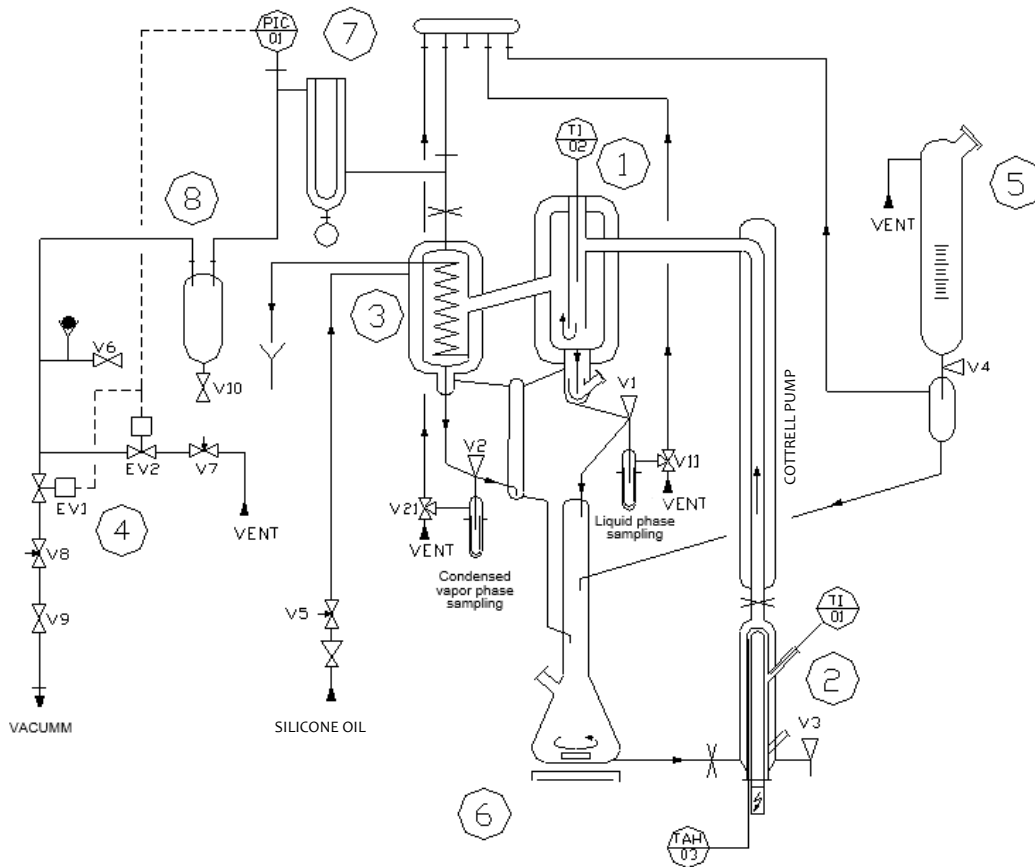 PIC
01
7
TI
02
1
5
8
VENT
3
V6
V10
V4
V1
V2
COTTRELL PUMP
EV2
V7
V11
EV1
V21
VENT
4
VENT
Liquid phase
sampling
VENT
V8
Condensed
vapor phase
sampling
TI
01
V5
V9
2
V3
VACUMM
SILICONE OIL
6
TAH
03